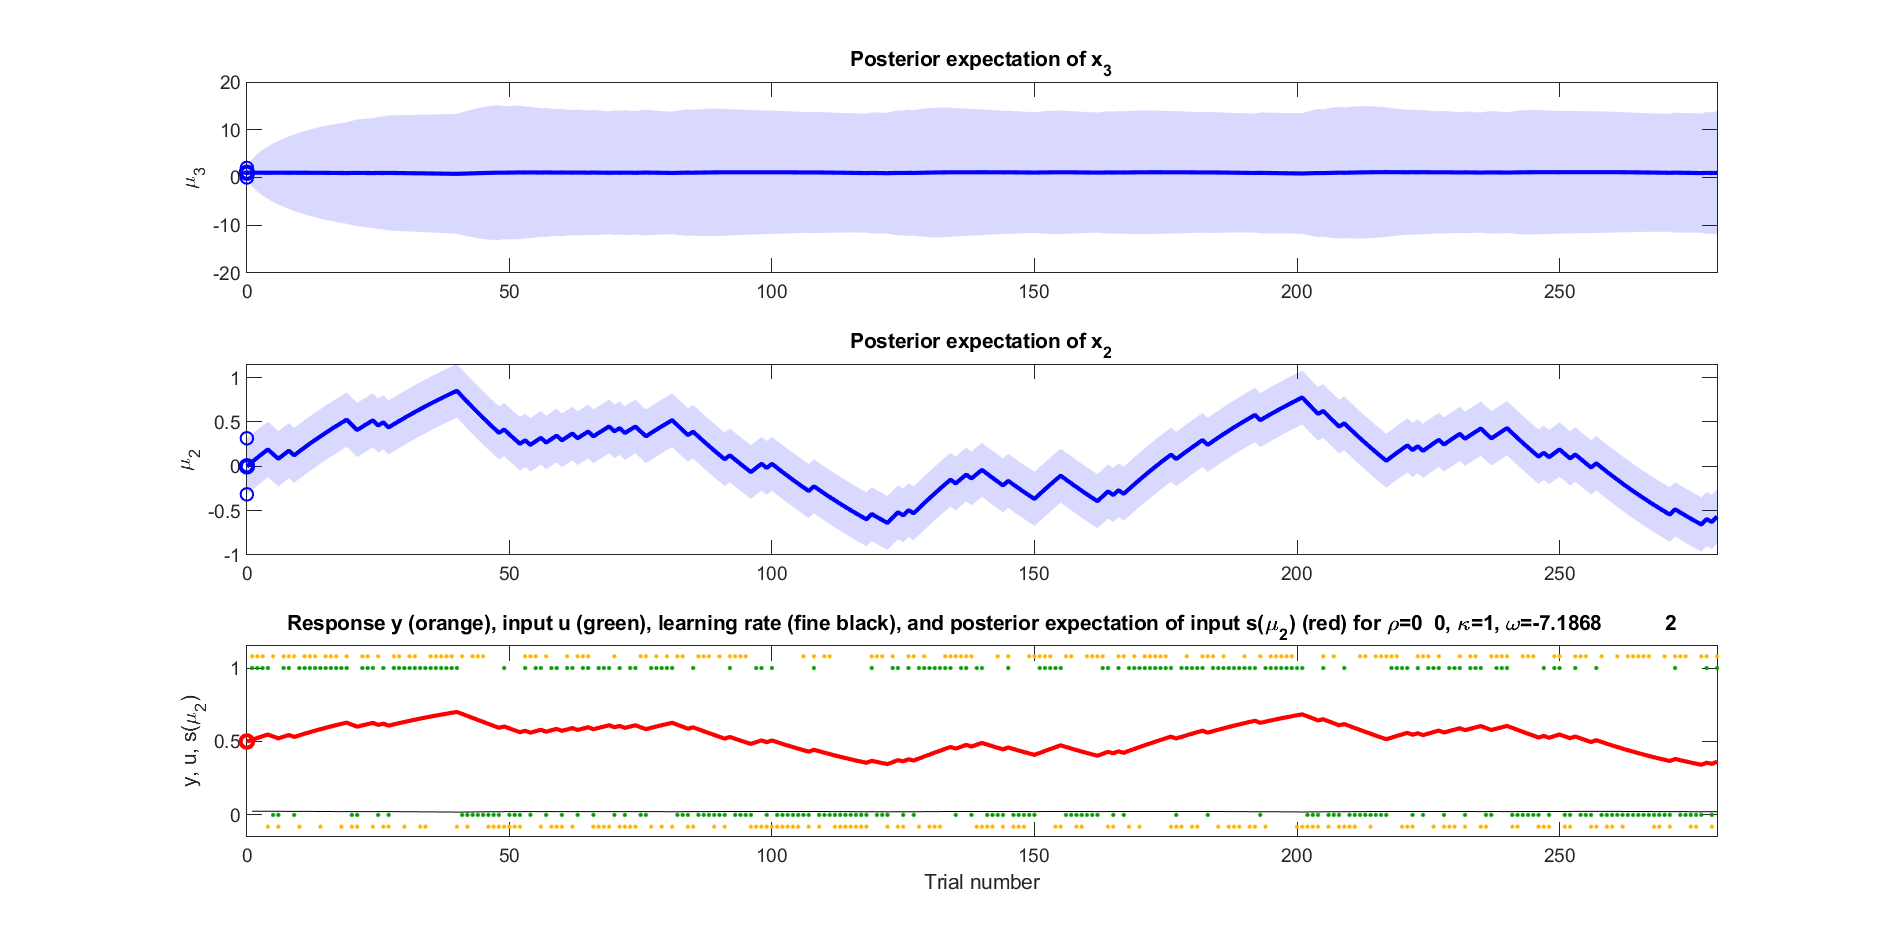 Posterior expectation of x3
20
10
0
-10
-20
μ3
0 50 100 150 200 250
Posterior expectation of x2
1
0.5
0
-0.5
-1
μ2
0 50 100 150 200 250
Response y (orange), input u (green), learning rate (fine black), and posterior expectation of input s(μ2) (red) for ρ=0 0, κ=1, ω=-7.1868 2
1
0.5
0
y, u, s(μ2)
0 50 100 150 200 250
Trial number